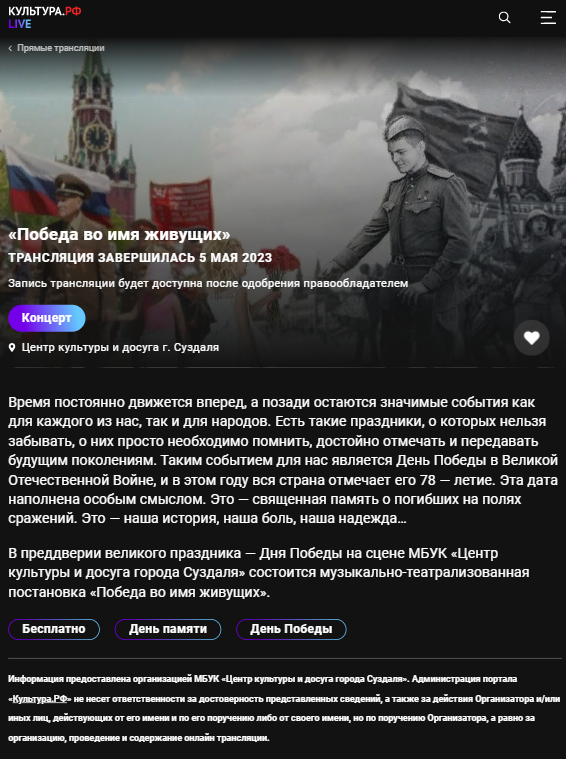 КУЛЬТУРА.РФ
LIVE
Прямые трансляции
«Победа во имя живущих»
ТРАНСЛЯЦИЯ ЗАВЕРШИЛАСЬ 5 МАЯ 2023
Запись трансляции будет доступна после одобрения правообладателем
Концерт
Центр культуры и досуга г. Суздаля
Время постоянно движется вперед, а позади остаются значимые события как
для каждого из нас, так и для народов. Есть такие праздники, о которых нельзя
забывать, о них просто необходимо помнить, достойно отмечать и передавать
будущим поколениям. Таким событием для нас является День Победы в Великой
Отечественной Войне, и в этом году вся страна отмечает его 78 — летие. Эта дата
наполнена особым смыслом. Это — священная память о погибших на полях
сражений. Это — наша история, наша боль, наша надежда…
В преддверии великого праздника — Дня Победы на сцене МБУК «Центр
культуры и досуга города Суздаля» состоится музыкально-театрализованная
постановка «Победа во имя живущих».
Бесплатно День памяти День Победы
Информация предоставлена организацией МБУК «Центр культуры и досуга города Суздаля». Администрация портала
«Культура.РФ» не несет ответственности за достоверность представленных сведений, а также за действия Организатора и/или
иных лиц, действующих от его имени и по его поручению либо от своего имени, но по поручению Организатора, а равно за
организацию, проведение и содержание онлайн трансляции.